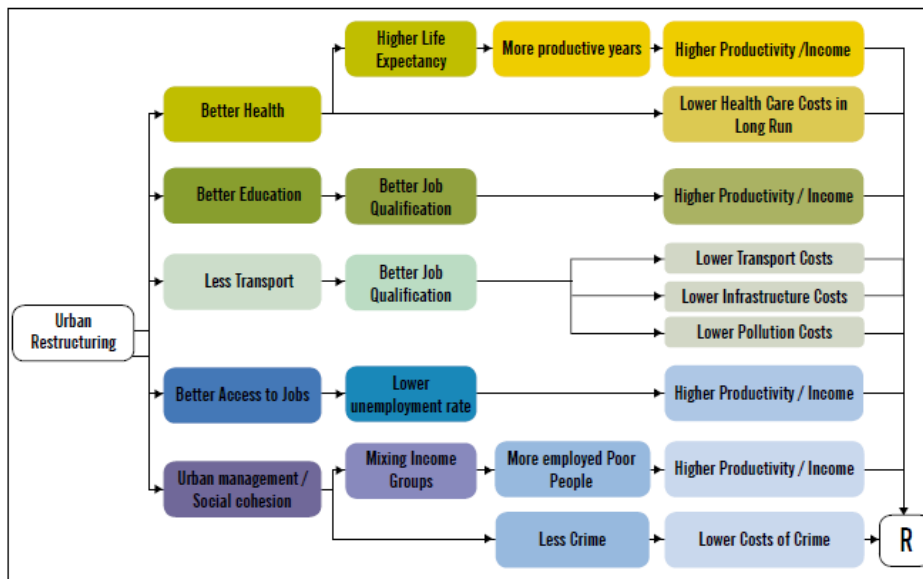 Higher Life
Expectancy
More productive years
Higher Productivity /Income
Better Health
Lower Health Care Costs in
Long Run
Better Education
Better Job
Qualification
Higher Productivity / Income
Less Transport
Better Job
Qualification
Lower Transport Costs
Lower Infrastructure Costs
Lower Pollution Costs
Urban
Restructuring
Better Access to Jobs
Lower
unemployment rate
Higher Productivity / Income
Urban management /
Social cohesion
Mixing Income
Groups
More employed Poor
People
Higher Productivity / Income
Less Crime
Lower Costs of Crime
R